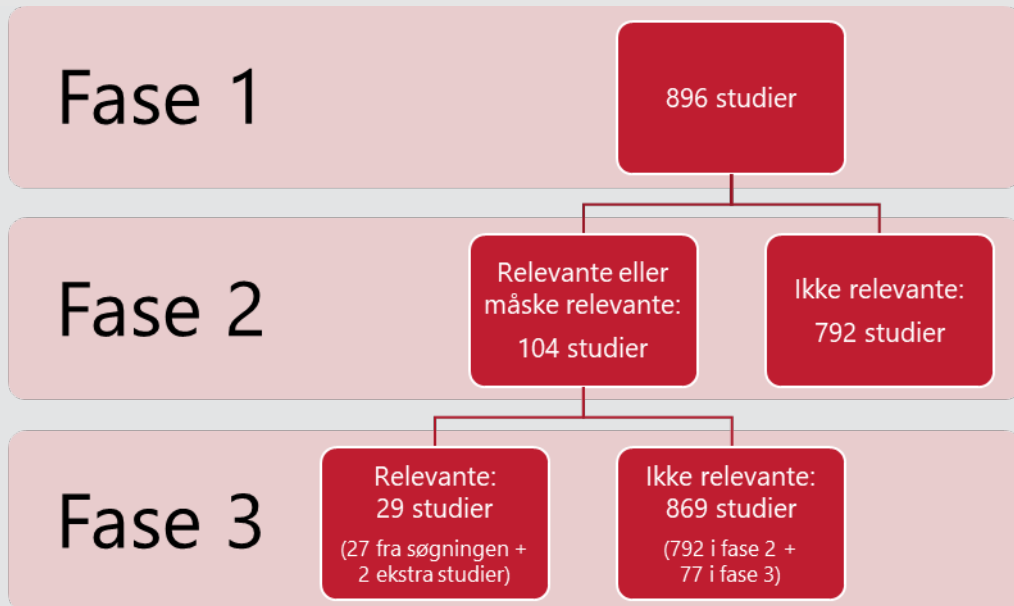 Fase 1
896 studier
Fase 2
Relevante eller
måske relevante:
104 studier
Ikke relevante:
792 studier
Fase 3
Relevante:
29 studier
(27 fra søgningen +
2 ekstra studier)
Ikke relevante:
869 studier
(792 i fase 2 +
77 i fase 3)